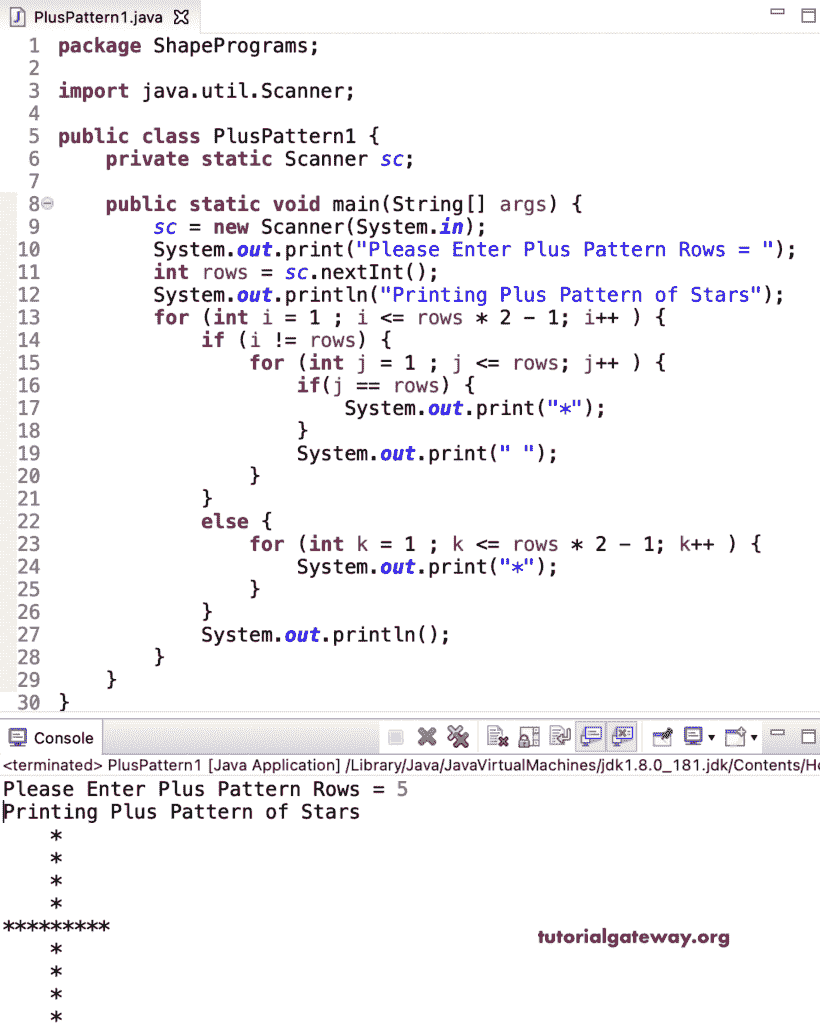 PlusPattern1.java
1 package ShapePrograms;
2
3 import java.util.Scanner;
4
5 public class PlusPattern1 {
6     private static Scanner sc;
7
8     public static void main(String[] args) {
9         sc = new Scanner(System.in);
10         System.out.print("Please Enter Plus Pattern Rows = ");
11         int rows = sc.nextInt();
12         System.out.println("Printing Plus Pattern of Stars");
13         for (int i = 1 ; i <= rows * 2 - 1; i++ ) {
14             if (i != rows) {
15                 for (int j = 1 ; j <= rows; j++ ) {
16                     if(j == rows) {
17                         System.out.print("*");
18                     }
19                     System.out.print(" ");
20                 }
21             }
22             else {
23                 for (int k = 1 ; k <= rows * 2 - 1; k++ ) {
24                     System.out.print("*");
25                 }
26             }
27             System.out.println();
28         }
29     }
30 }
Console
<terminated> PlusPattern1 [Java Application] /Library/Java/JavaVirtualMachines/jdk1.8.0_181.jdk/Contents/Ho
Please Enter Plus Pattern Rows = 5
Printing Plus Pattern of Stars
    *
    *
    *
    *
*********
    *
    *
    *
    *
tutorialgateway.org